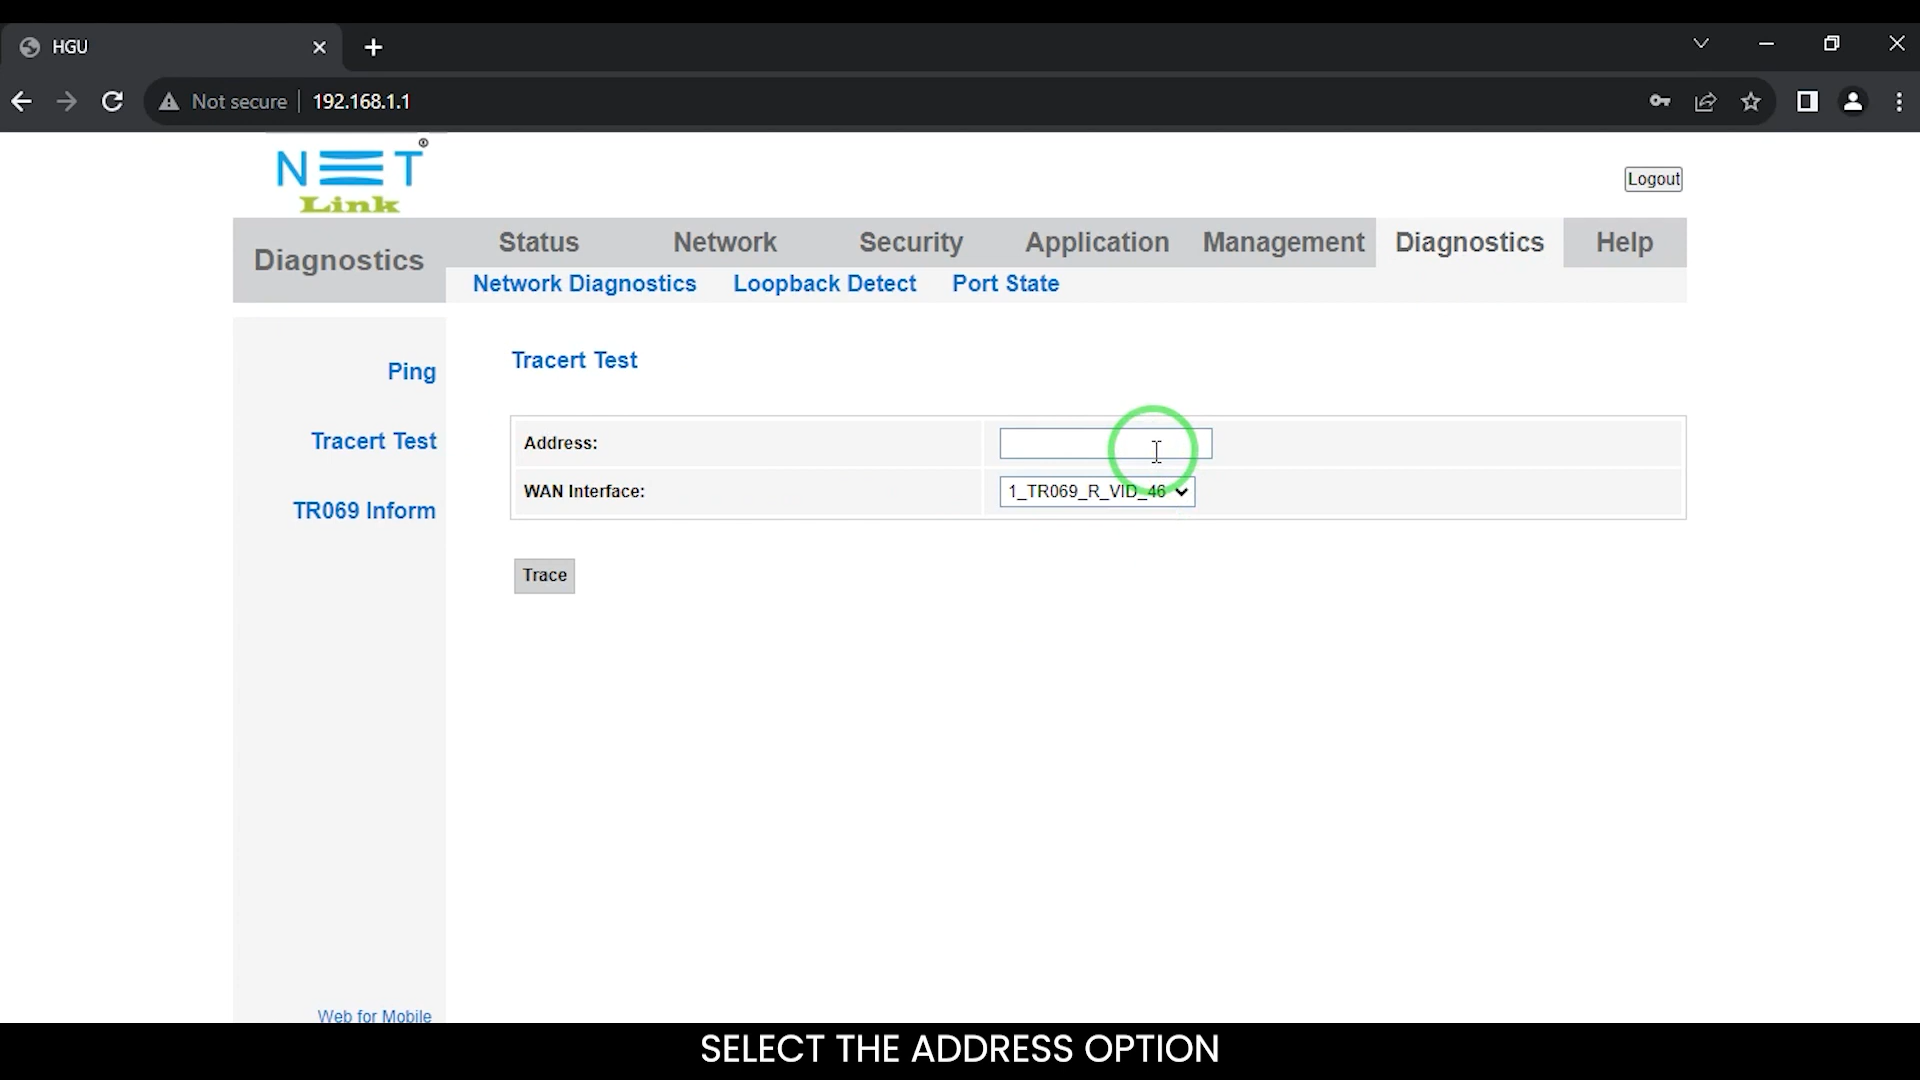 HGU
Not secure 192.168.1.1
NET
Link
®
Logout
Diagnostics
Status Network Security Application Management Diagnostics Help
Network Diagnostics Loopback Detect Port State
Ping
Tracert Test
TR069 Inform
Tracert Test
Address:
WAN Interface: 1_TR069_R_VID_46
Trace
Web for Mobile
SELECT THE ADDRESS OPTION